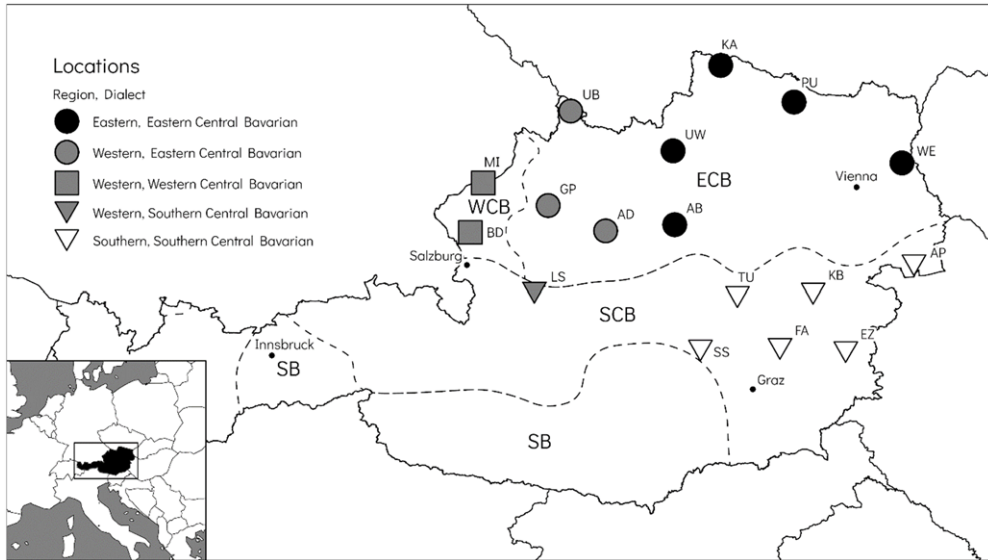 Locations
Region, Dialect
Eastern, Eastern Central Bavarian
Western, Eastern Central Bavarian
Western, Western Central Bavarian
Western, Southern Central Bavarian
Southern, Southern Central Bavarian
KA
UB
PU
UW
MI
WE
ECB
Vienna
GP
WCB
AD
AB
BD
Salzburg
AP
LS
TU
KB
SCB
Innsbruck
SB
SS
FA
EZ
Graz
SB